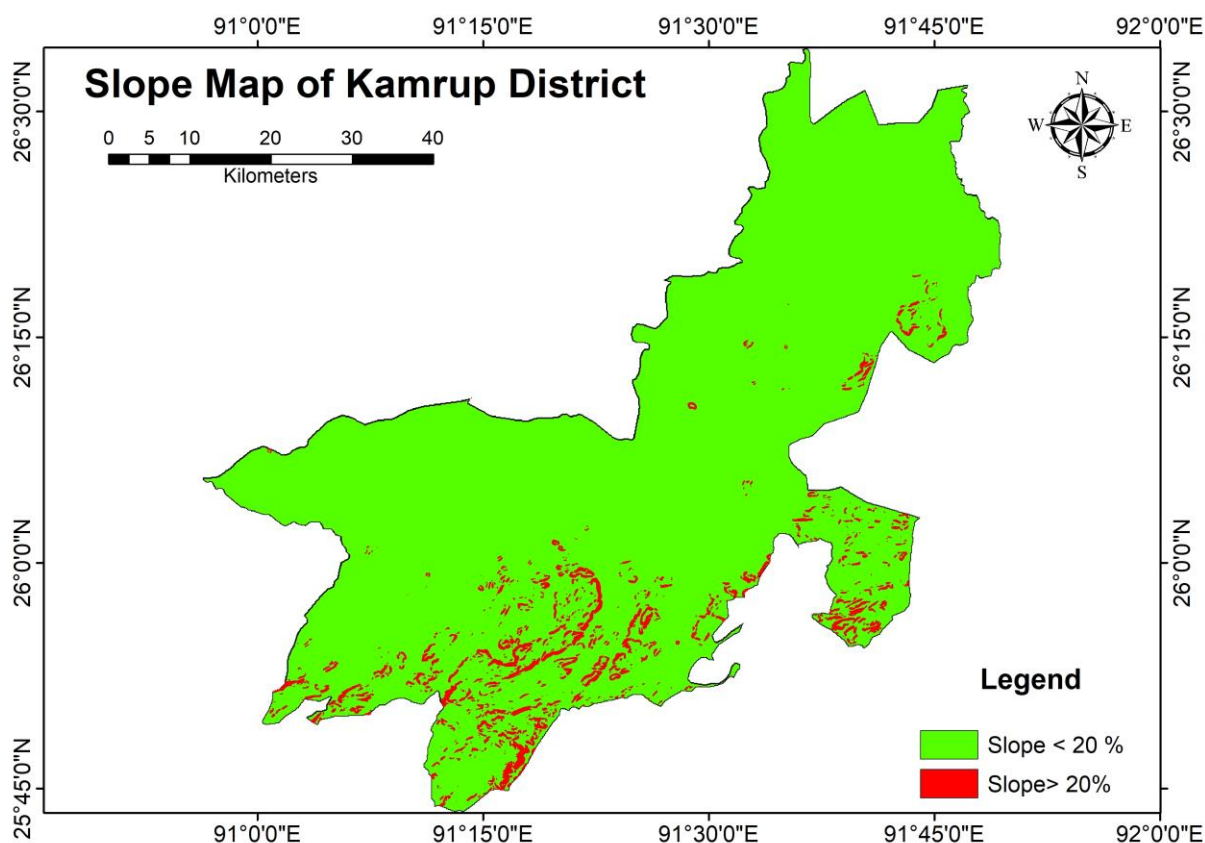 91°0'0"E 91°15'0"E 91°30'0"E 91°45'0"E 92°0'0"E
Slope Map of Kamrup District
0 5 10 20 30 40
Kilometers
N
W E
S
26°30'0"N 26°30'0"N
26°15'0"N 26°15'0"N
26°0'0"N 26°0'0"N
25°45'0"N 25°45'0"N
Legend
Slope < 20 %
Slope> 20%
91°0'0"E 91°15'0"E 91°30'0"E 91°45'0"E 92°0'0"E